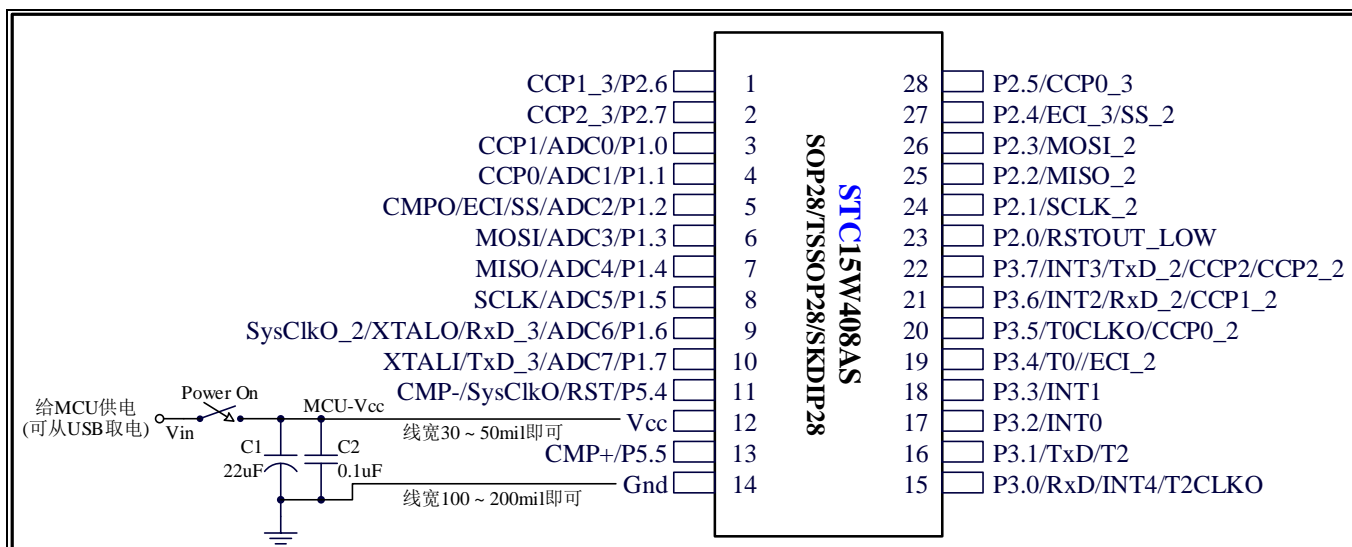 CCP1_3/P2.6 1 28 P2.5/CCP0_3
CCP2_3/P2.7 2 27 P2.4/ECI_3/SS_2
CCP1/ADC0/P1.0 3 26 P2.3/MOSI_2
CCP0/ADC1/P1.1 4 25 P2.2/MISO_2
CMPO/ECI/SS/ADC2/P1.2 5 24 P2.1/SCLK_2
MOSI/ADC3/P1.3 6 23 P2.0/RSTOUT_LOW
MISO/ADC4/P1.4 7 22 P3.7/INT3/TxD_2/CCP2/CCP2_2
SCLK/ADC5/P1.5 8 21 P3.6/INT2/RxD_2/CCP1_2
SysClkO_2/XTALO/RxD_3/ADC6/P1.6 9 20 P3.5/T0CLKO/CCP0_2
XTALI/TxD_3/ADC7/P1.7 10 19 P3.4/T0//ECI_2
CMP-/SysClkO/RST/P5.4 11 18 P3.3/INT1
Vcc 12 17 P3.2/INT0
CMP+/P5.5 13 16 P3.1/TxD/T2
Gnd 14 15 P3.0/RxD/INT4/T2CLKO
STC15W408AS
SOP28/TSSOP28/SKDIP28
给MCU供电
(可从USB取电)
Vin
Power On
MCU-Vcc
线宽30 ~ 50mil即可
C1
22uF
C2
0.1uF
线宽100 ~ 200mil即可